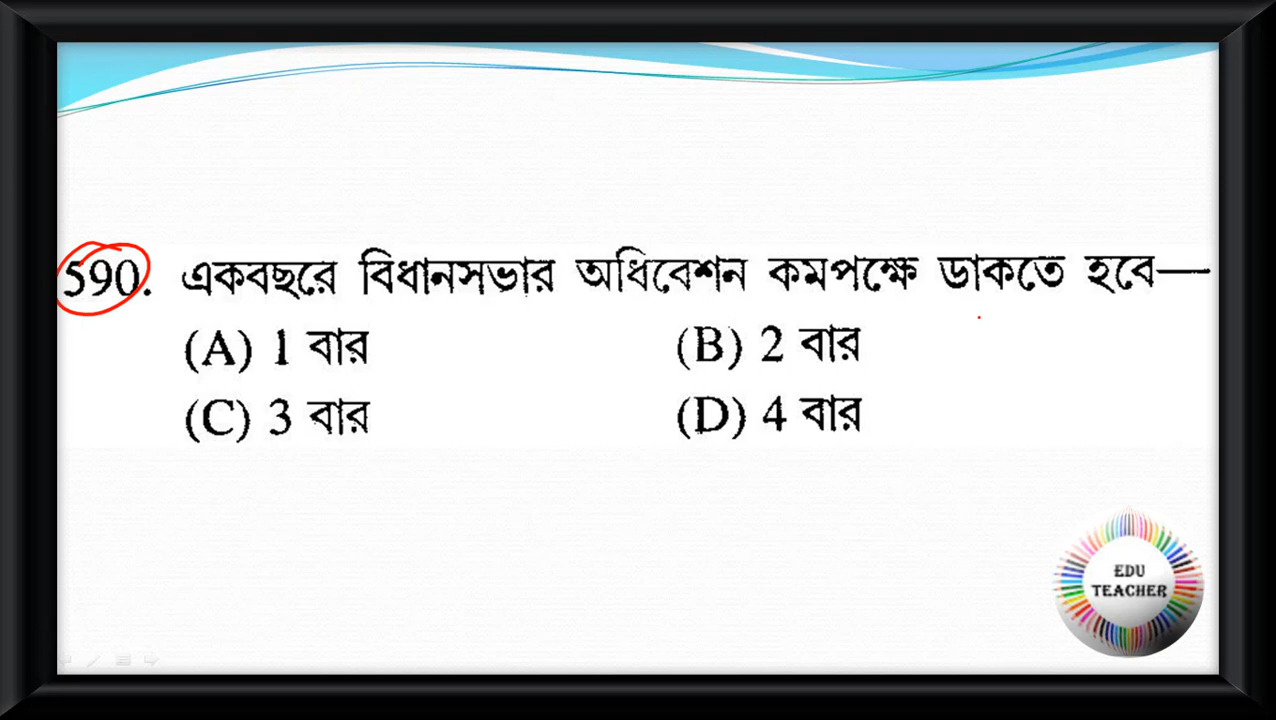 590. একবছরে বিধানসভার অধিবেশন কমপক্ষে ডাকতে হবে—
(A) 1 বার (B) 2 বার
(C) 3 বার (D) 4 বার
EDU
TEACHER